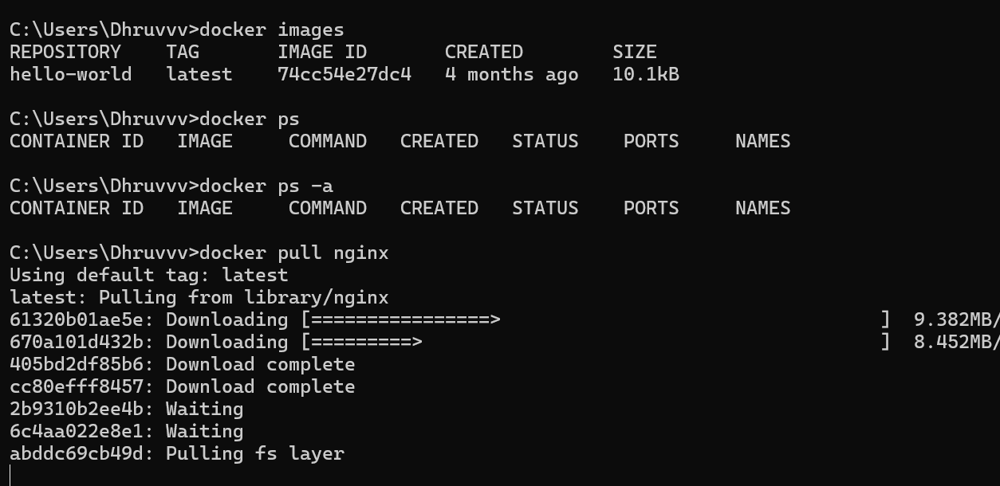 C:\Users\Dhruvvv>docker images
REPOSITORY    TAG       IMAGE ID       CREATED        SIZE
hello-world   latest    74cc54e27dc4   4 months ago   10.1kB
C:\Users\Dhruvvv>docker ps
CONTAINER ID   IMAGE     COMMAND   CREATED   STATUS    PORTS     NAMES
C:\Users\Dhruvvv>docker ps -a
CONTAINER ID   IMAGE     COMMAND   CREATED   STATUS    PORTS     NAMES
C:\Users\Dhruvvv>docker pull nginx
Using default tag: latest
latest: Pulling from library/nginx
61320b01ae5e: Downloading [================>                                  ]  9.382MB/
670a101d432b: Downloading [=========>                                         ]  8.452MB/
405bd2df85b6: Download complete
cc80efff8457: Download complete
2b9310b2ee4b: Waiting
6c4aa022e8e1: Waiting
abddc69cb49d: Pulling fs layer